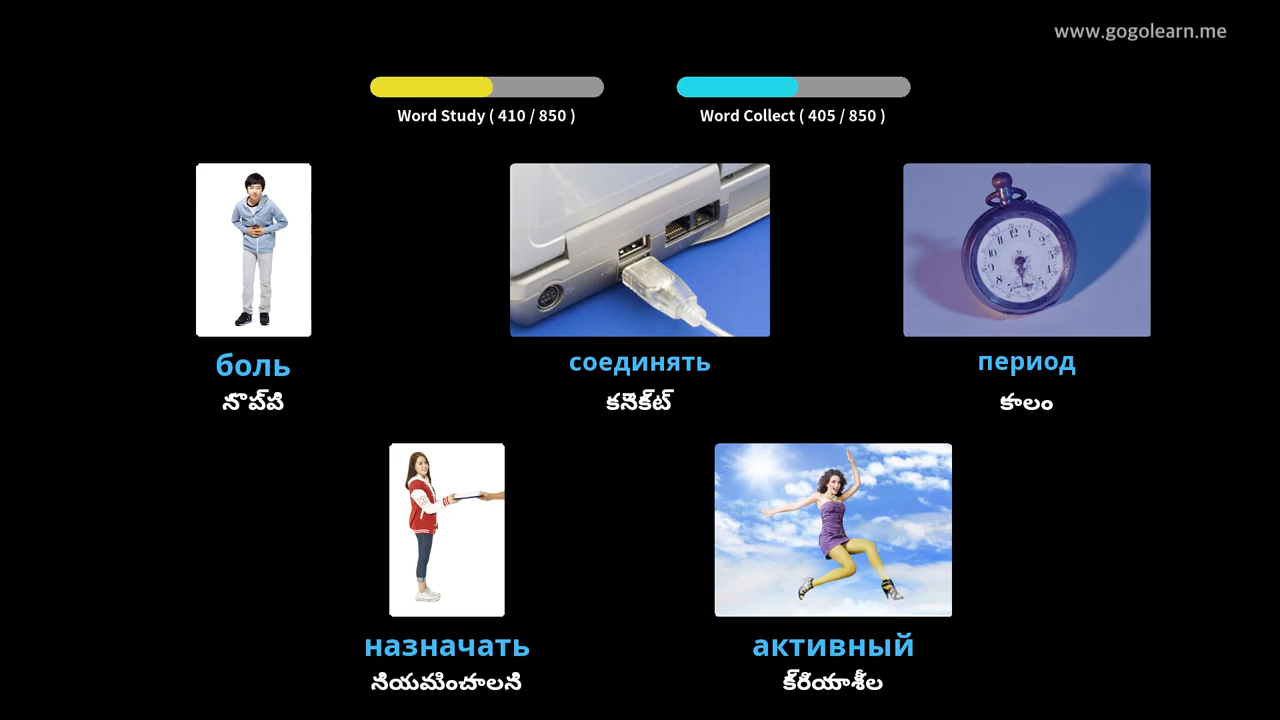 www.gogolearn.me
Word Study ( 410 / 850 )
Word Collect ( 405 / 850 )
боль
నొప్పి
соединять
కనెక్ట్
период
కాలం
назначать
నియమించాలని
активный
క్రియాశీల